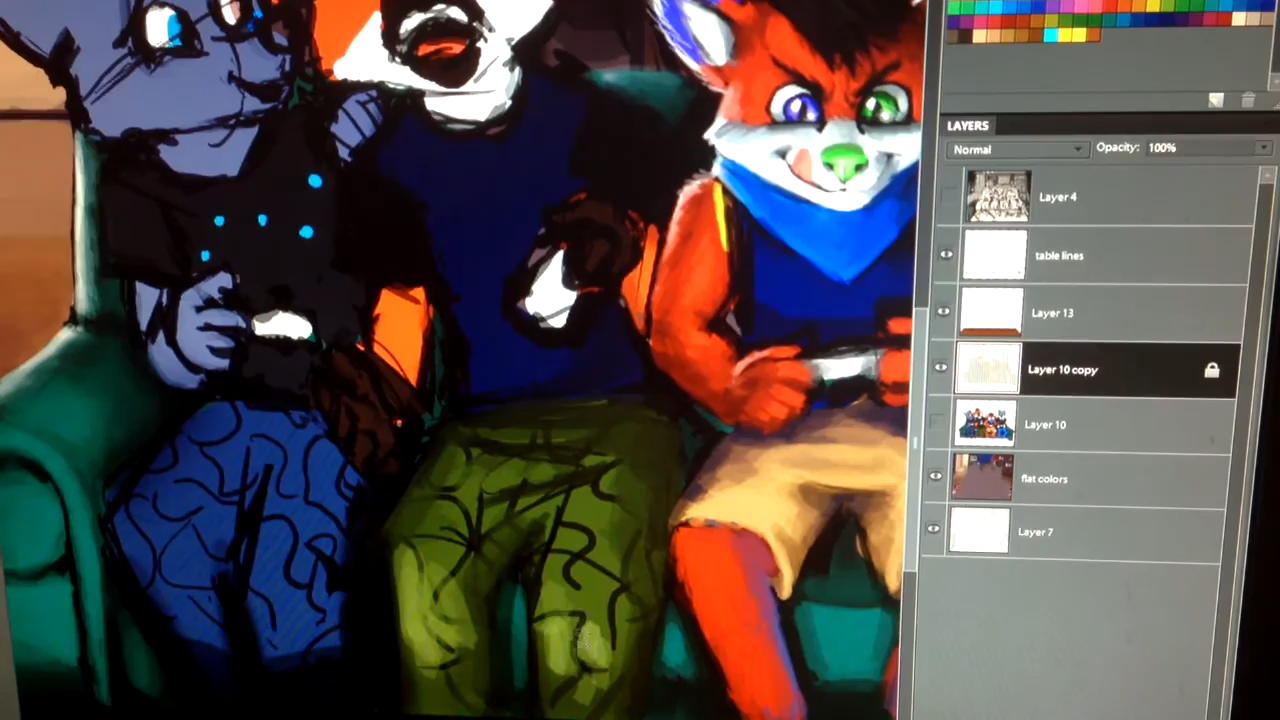 LAYERS
Normal Opacity: 100%
Layer 4
table lines
Layer 13
Layer 10 copy
Layer 10
flat colors
Layer 7